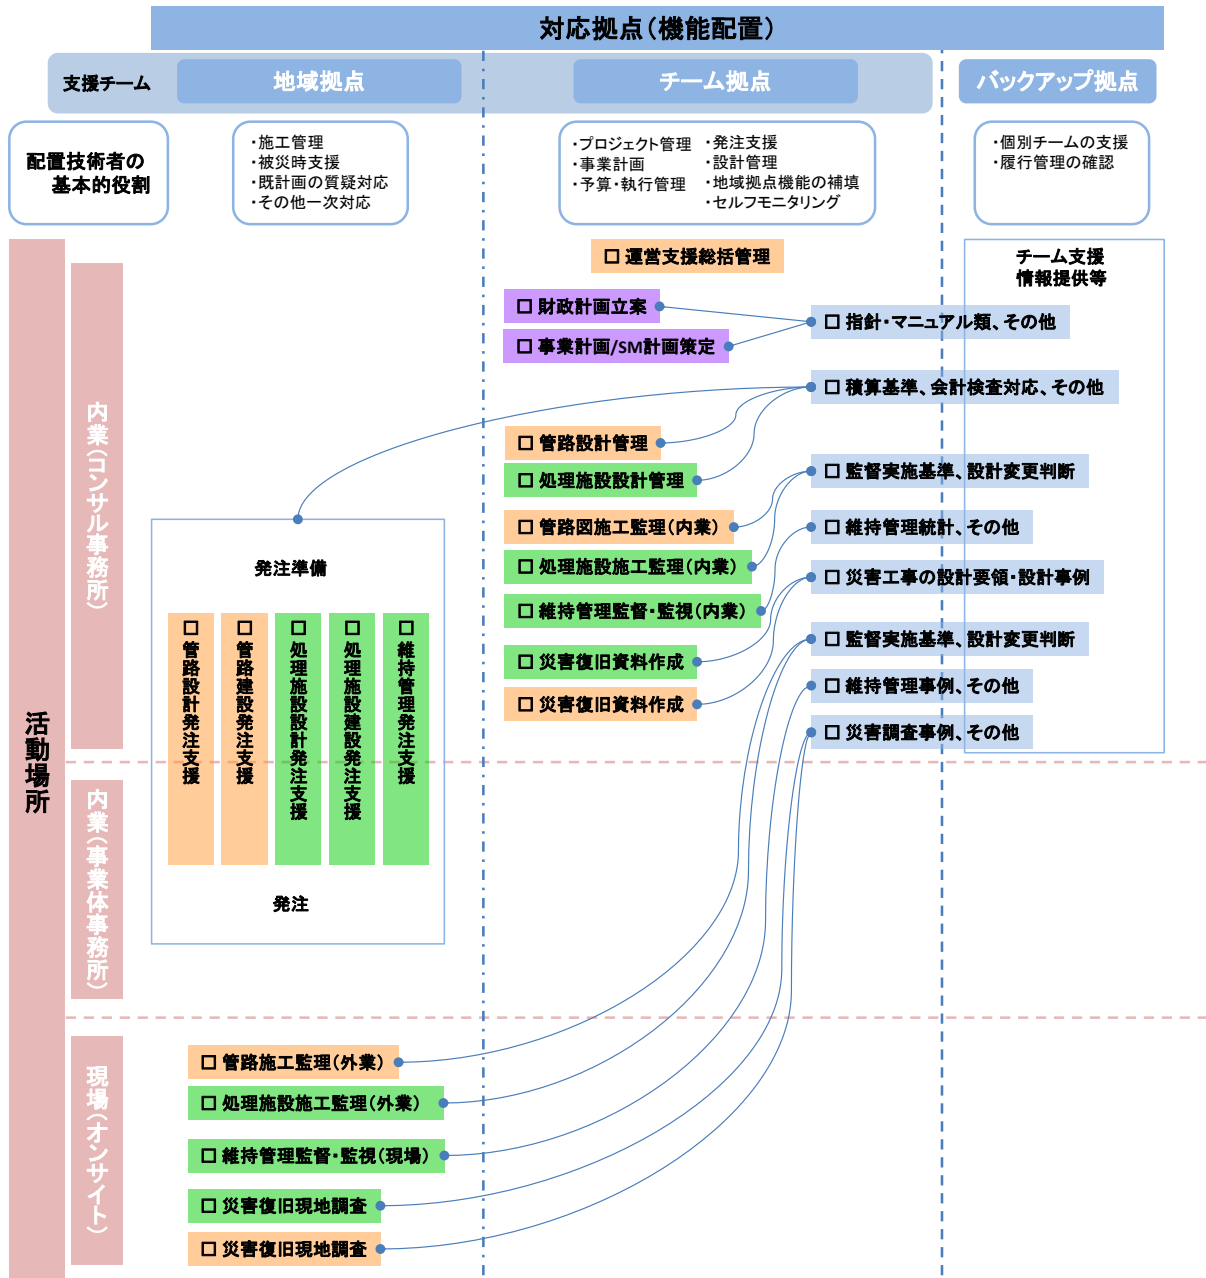 対応拠点（機能配置）
支援チーム
地域拠点
チーム拠点
バックアップ拠点
配置技術者の
基本的役割
・施工管理
・被災時支援
・既計画の質疑対応
・その他一次対応
・プロジェクト管理
・事業計画
・予算・執行管理
・発注支援
・設計管理
・地域拠点機能の補填
・セルフモニタリング
・個別チームの支援
・履行管理の確認
活動場所
内業（コンサル事務所）
内業（事業体事務所）
現場（オンサイト）
チーム支援
情報提供等
□ 運営支援総括管理
□ 財政計画立案
□ 事業計画/SM計画策定
□ 管路設計管理
□ 処理施設設計管理
□ 管路図施工監理（内業）
□ 処理施設施工監理（内業）
□ 維持管理監督・監視（内業）
□ 災害復旧資料作成
□ 災害復旧資料作成
□ 指針・マニュアル類、その他
□ 積算基準、会計検査対応、その他
□ 監督実施基準、設計変更判断
□ 維持管理統計、その他
□ 災害工事の設計要領・設計事例
□ 監督実施基準、設計変更判断
□ 維持管理事例、その他
□ 災害調査事例、その他
発注準備
□ 管路設計発注支援
□ 管路建設発注支援
□ 処理施設設計発注支援
□ 処理施設建設発注支援
□ 維持管理発注支援
発注
□ 管路施工監理（外業）
□ 処理施設施工監理（外業）
□ 維持管理監督・監視（現場）
□ 災害復旧現地調査
□ 災害復旧現地調査